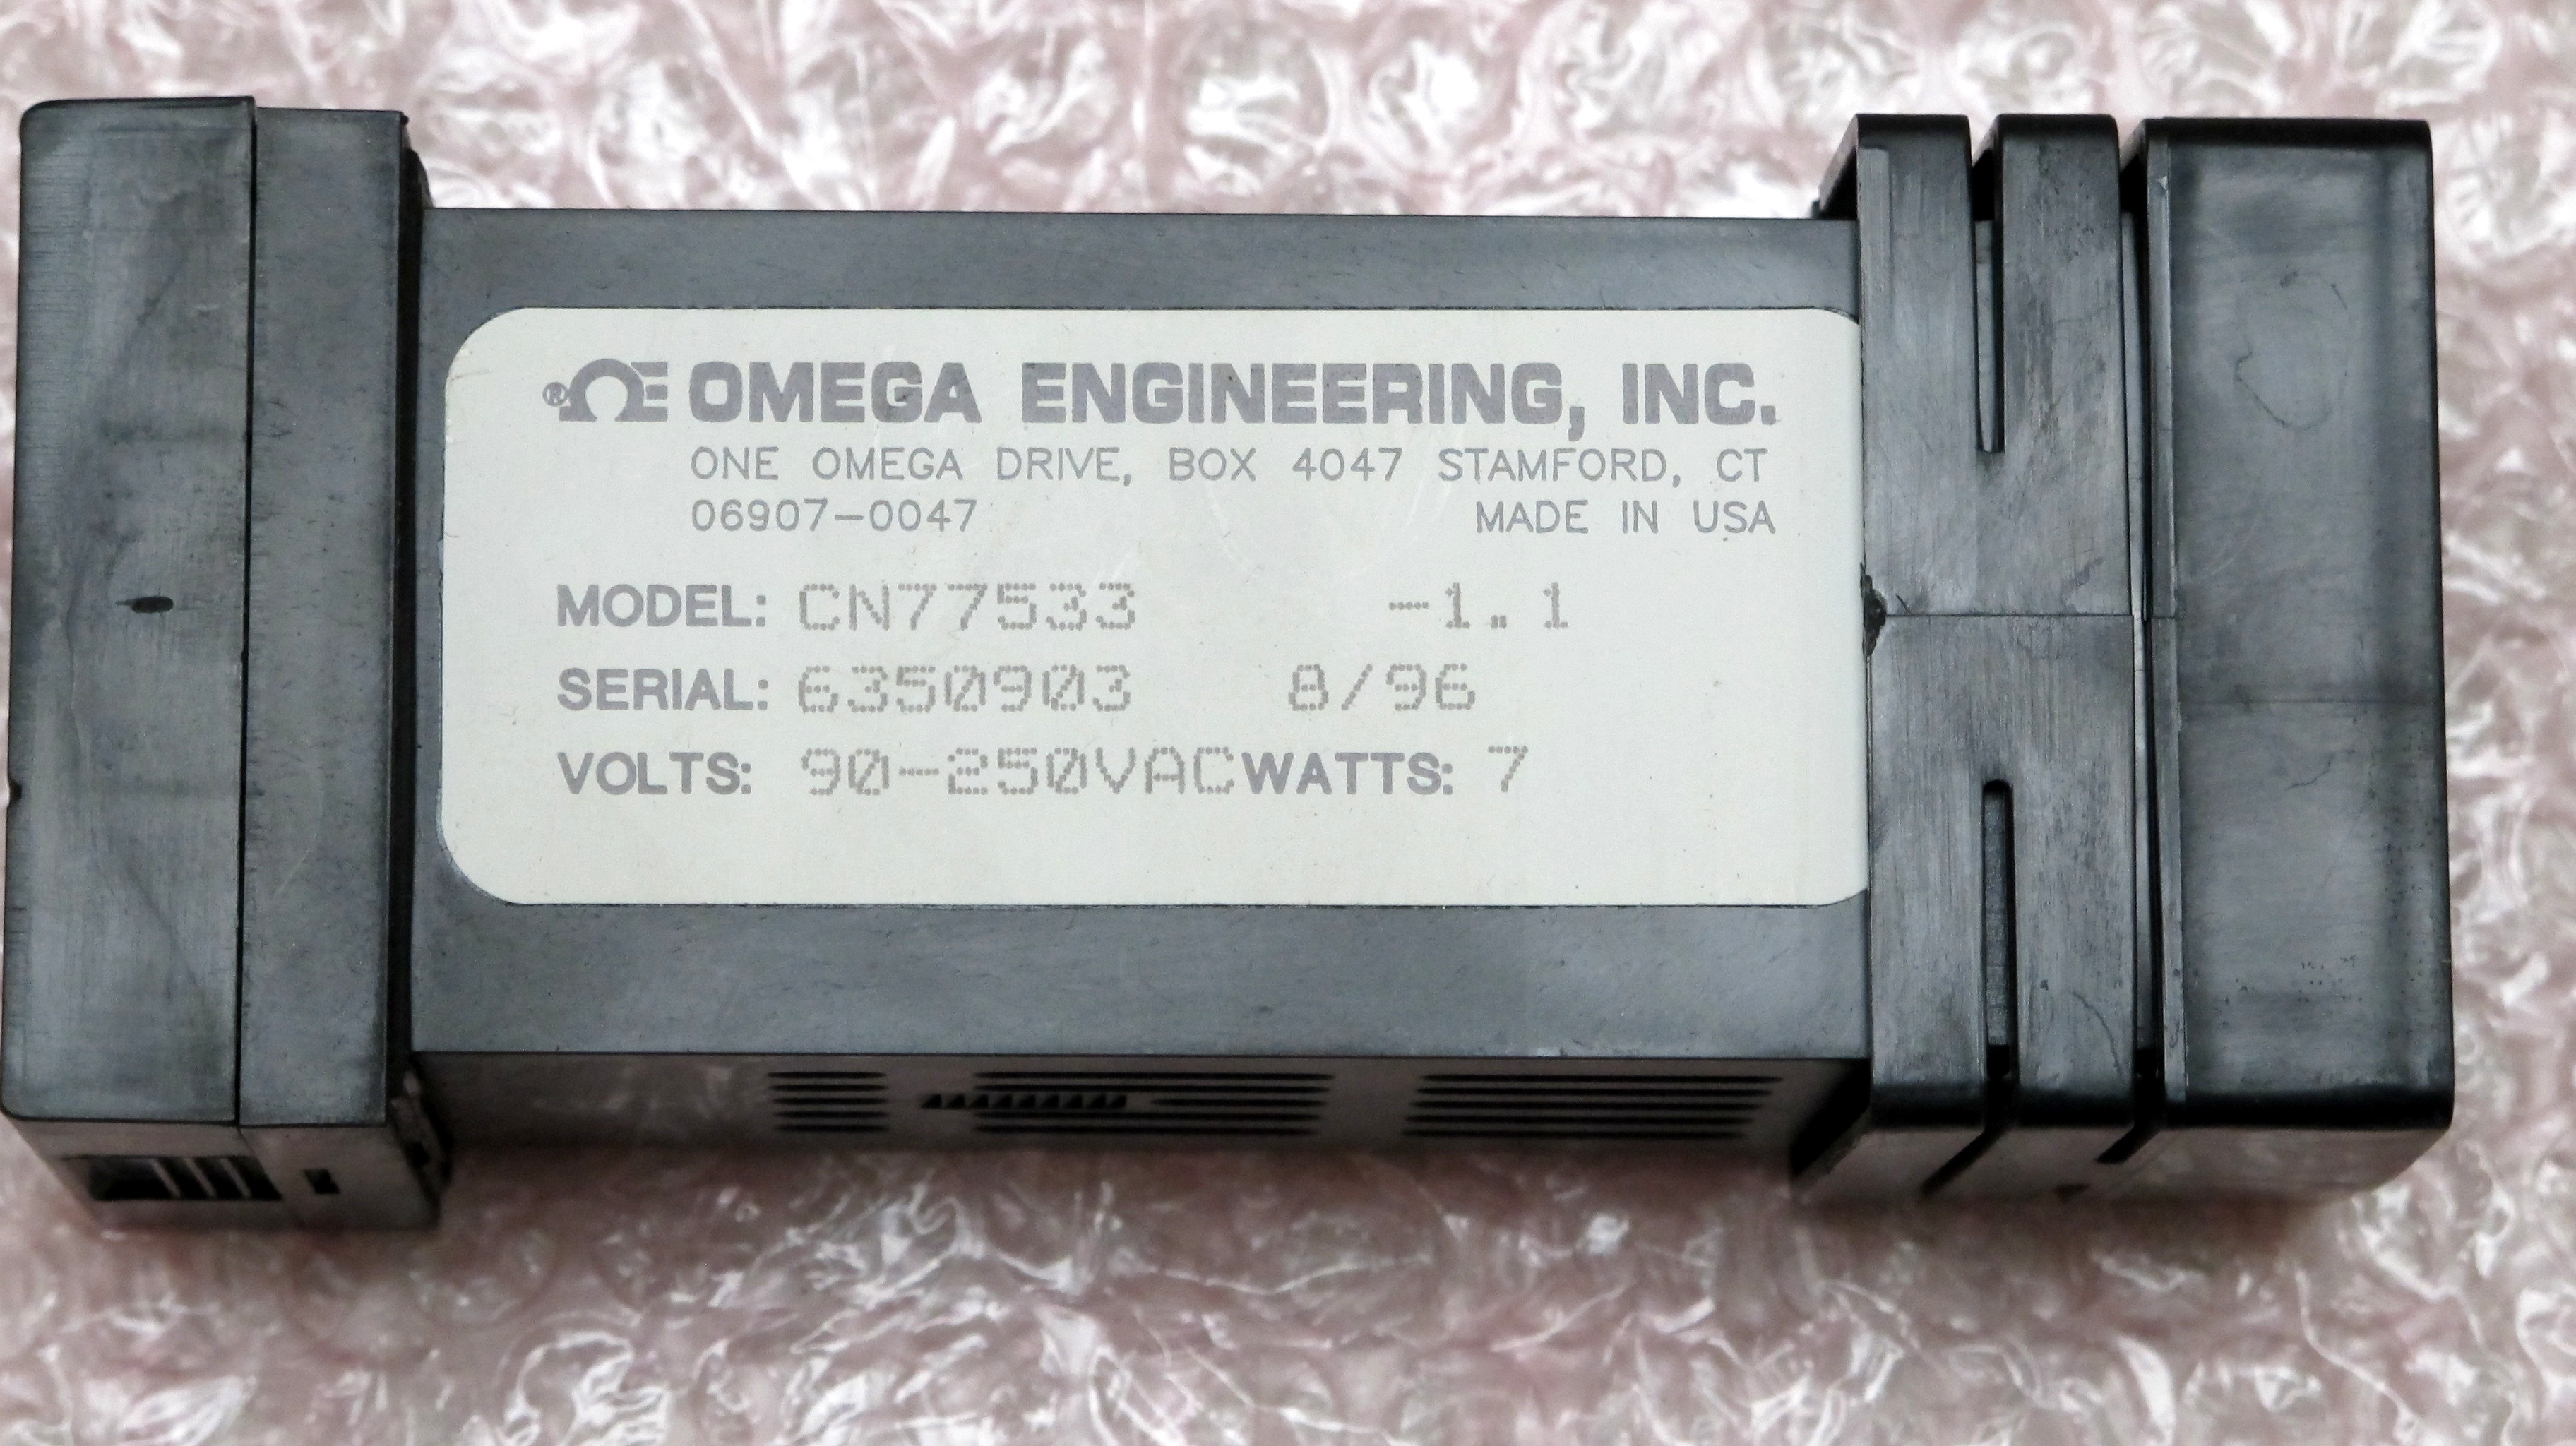 ® ΩE OMEGA ENGINEERING, INC.
ONE OMEGA DRIVE, BOX 4047 STAMFORD, CT
06907-0047 MADE IN USA
MODEL: CN77533 -1.1
SERIAL: 6350903 8/96
VOLTS: 90-250VAC WATTS: 7